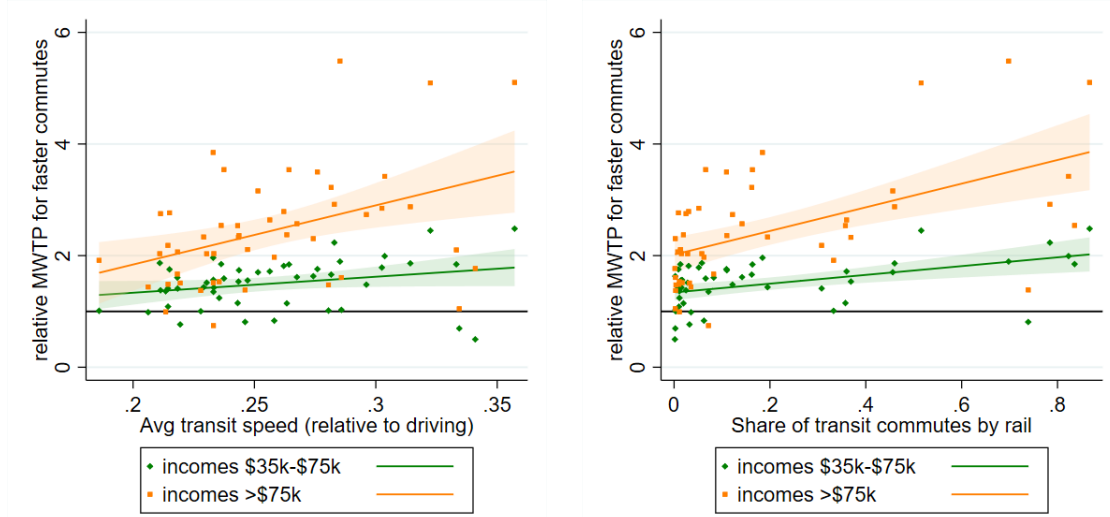 relative MWTP for faster commutes
6
4
2
0
.2
.25
.3
.35
Avg transit speed (relative to driving)
incomes $35k-$75k
incomes >$75k
relative MWTP for faster commutes
6
4
2
0
0
.2
.4
.6
.8
Share of transit commutes by rail
incomes $35k-$75k
incomes >$75k